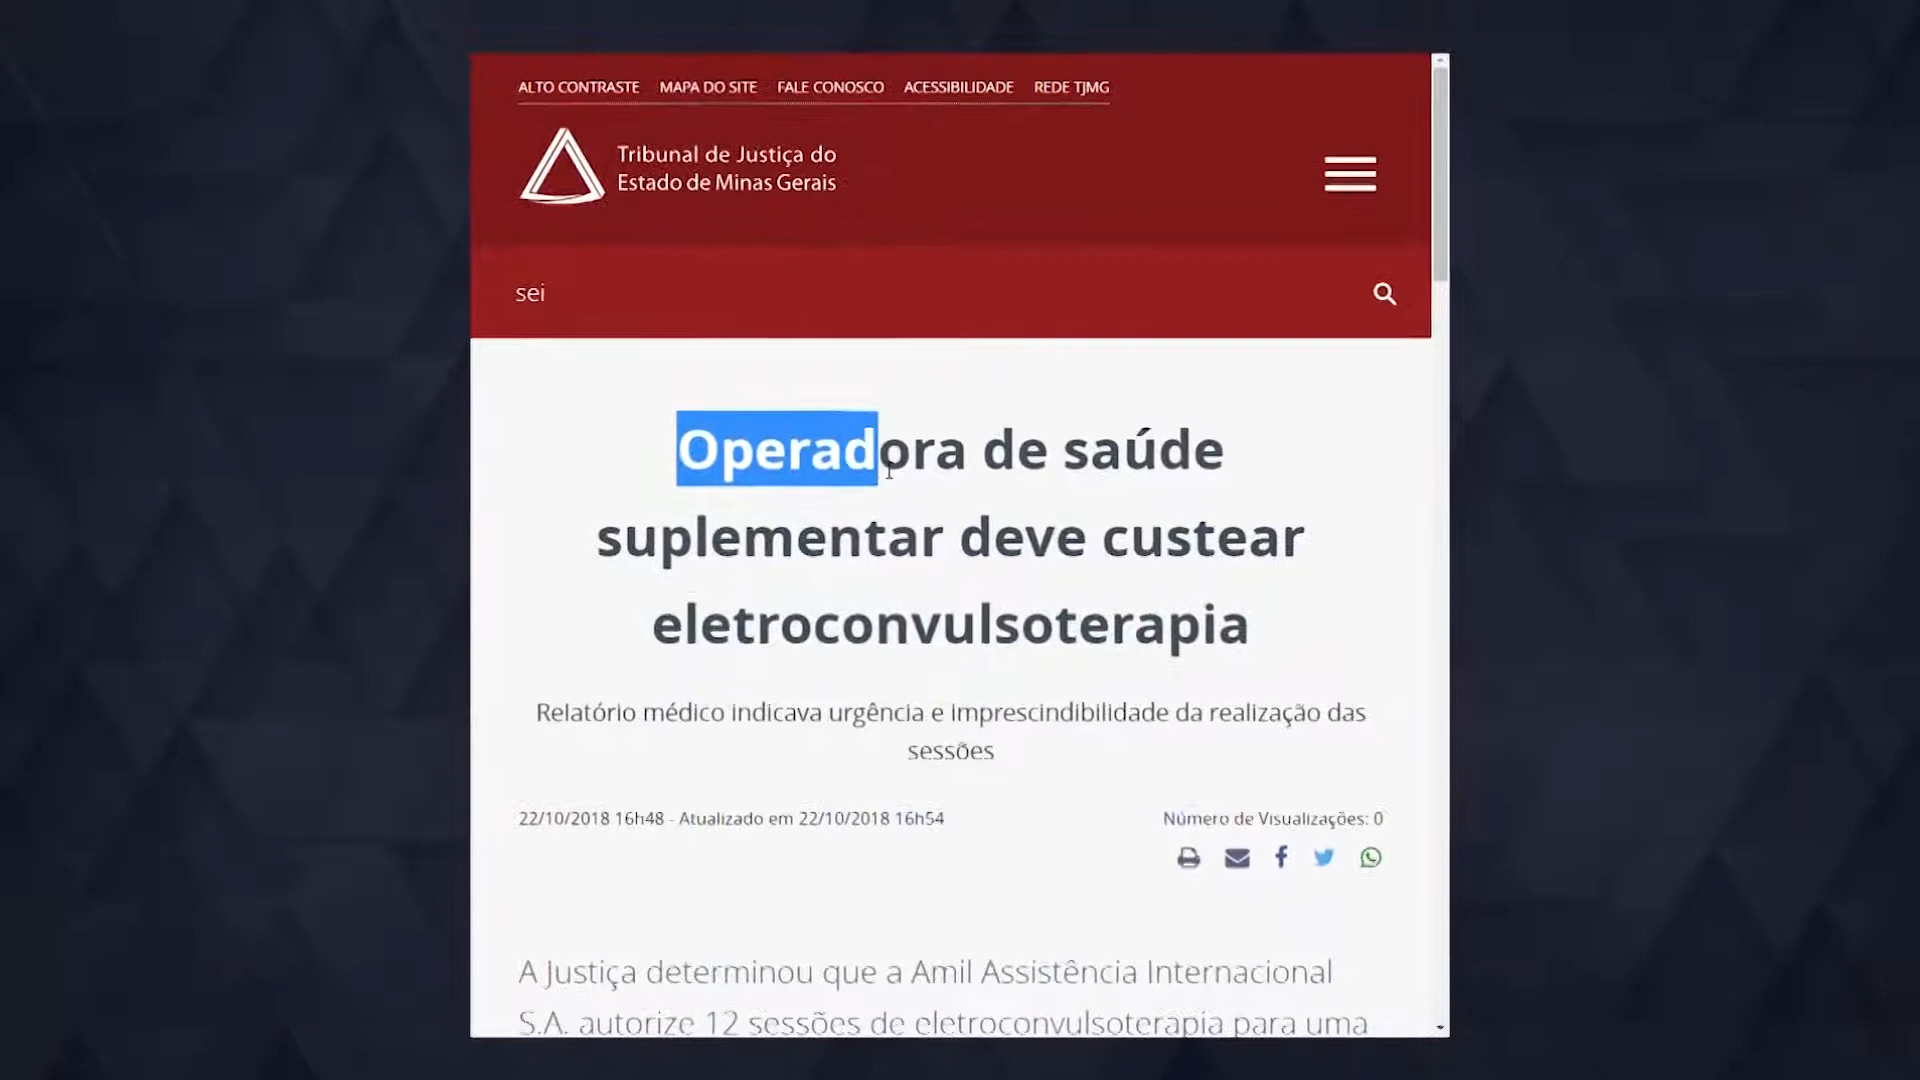 ALTO CONTRASTE MAPA DO SITE FALE CONOSCO ACESSIBILIDADE REDE TJMG
Tribunal de Justiça do
Estado de Minas Gerais
sei
Operadora de saúde
suplementar deve custear
eletroconvulsoterapia
Relatório médico indicava urgência e imprescindibilidade da realização das
sessões
22/10/2018 16h48 - Atualizado em 22/10/2018 16h54
Número de Visualizações: 0
A Justiça determinou que a Amil Assistência Internacional
S.A. autorize 12 sessões de eletroconvulsoterapia para uma